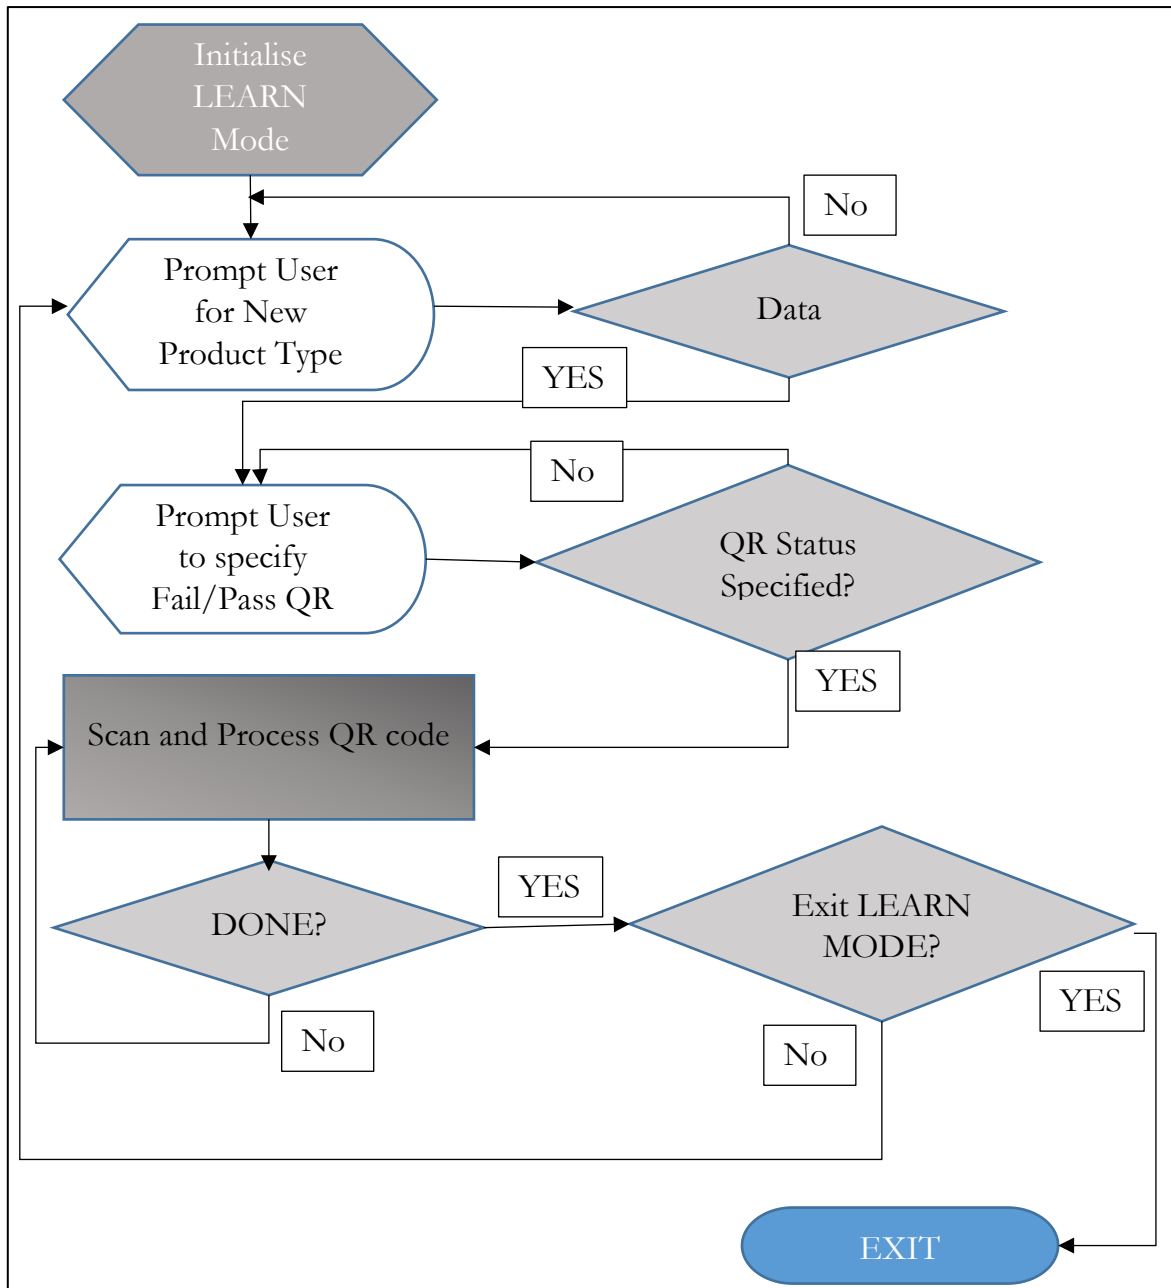 Initialise
LEARN
Mode
No
Prompt User
for New
Product Type
Data
YES
No
Prompt User
to specify
Fail/Pass QR
QR Status
Specified?
YES
Scan and Process QR code
DONE?
YES
Exit LEARN
MODE?
YES
No
No
EXIT